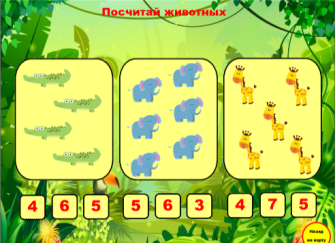 Посчитай животных
4 6 5 5 6 3 4 7 5
Назад
на карту